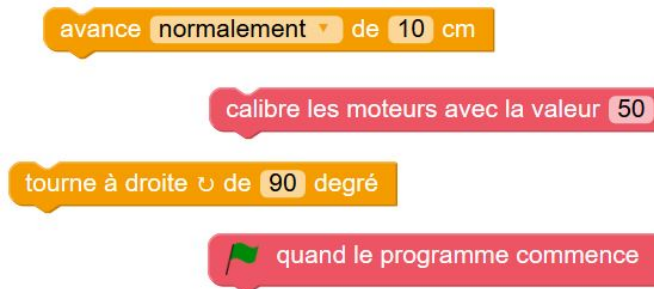 avance normalement de 10 cm
calibre les moteurs avec la valeur 50
tourne à droite ↻ de 90 degré
quand le programme commence